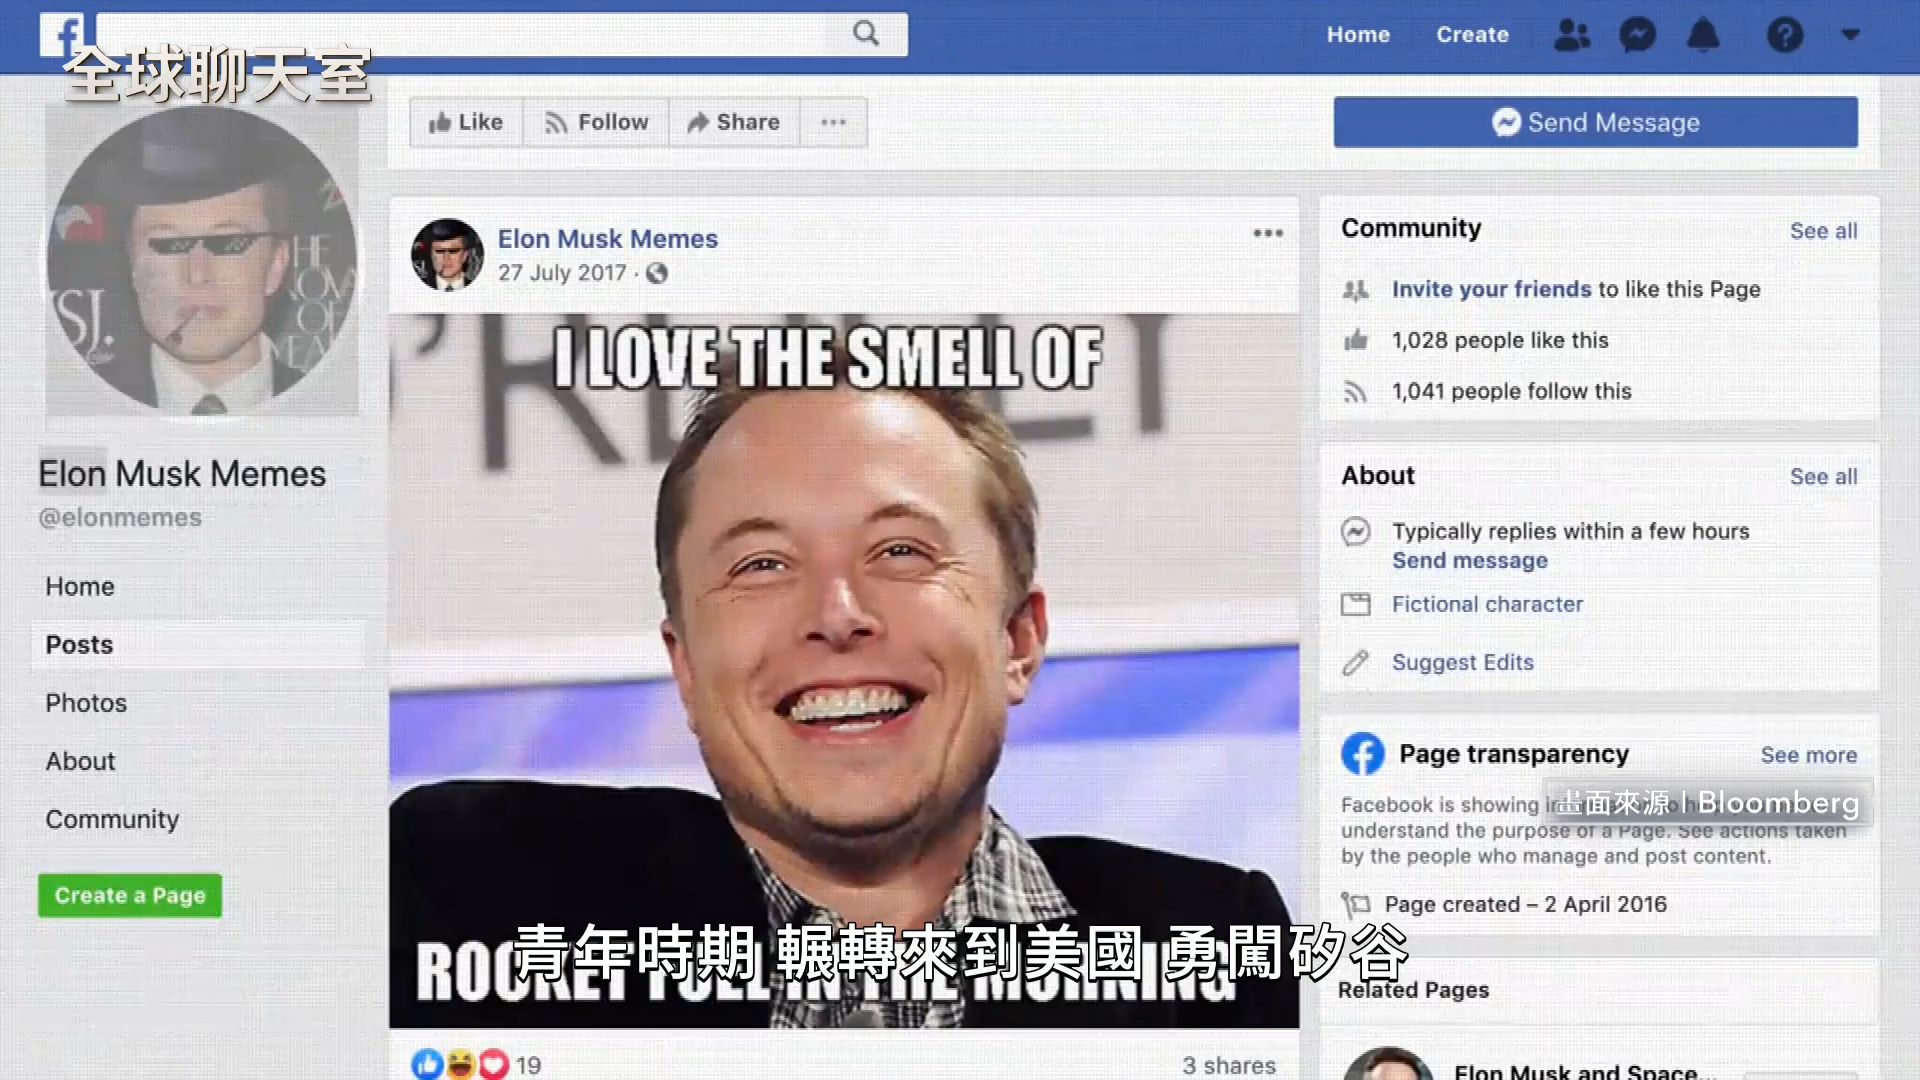 f
Home
Create
全球聊天室
Like
Follow
Share
Send Message
Elon Musk Memes
@elonmemes
Home
Posts
Photos
About
Community
Create a Page
Elon Musk Memes
27 July 2017
I LOVE THE SMELL OF
ROCKET FUEL IN THE MORNING
青年時期 輾轉來到美國 勇闖矽谷
19
3 shares
Community
See all
Invite your friends to like this Page
1,028 people like this
1,041 people follow this
About
See all
Typically replies within a few hours
Send message
Fictional character
Suggest Edits
Page transparency
See more
畫面來源 | Bloomberg
Facebook is showing
understand the purpose of a Page. See actions taken
by the people who manage and post content.
Page created – 2 April 2016
Related Pages
Elon Musk and Space...